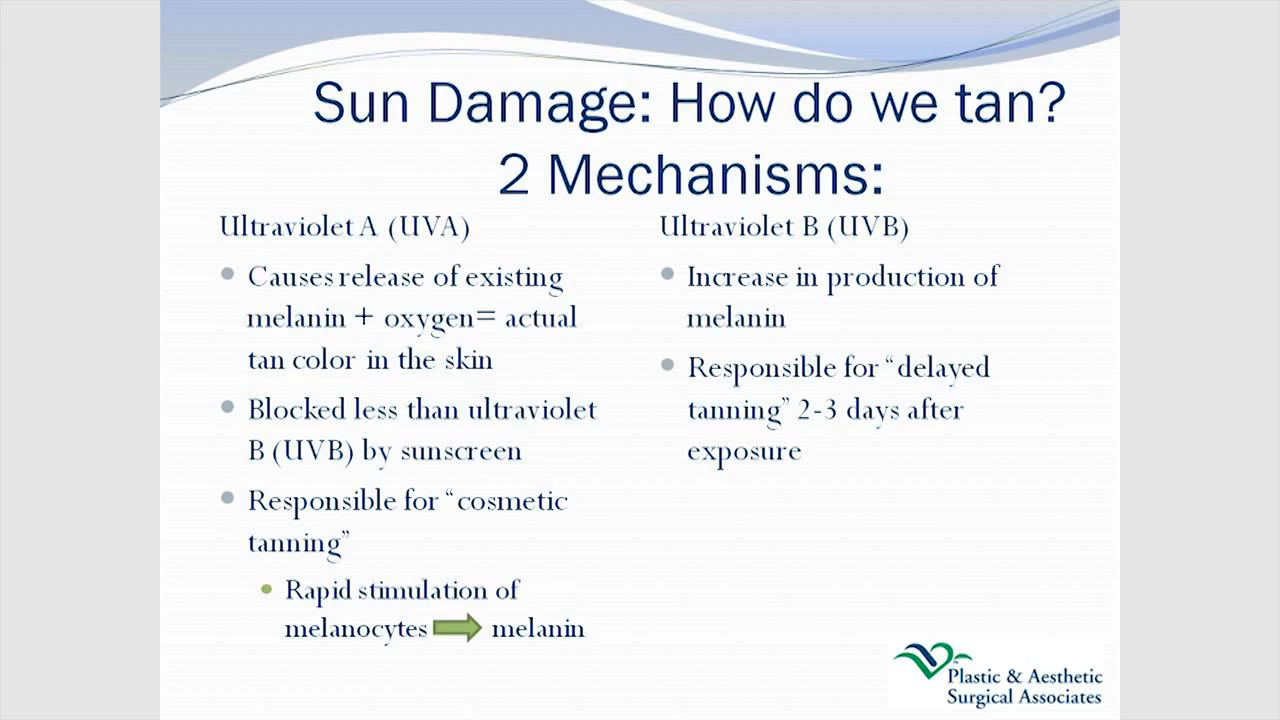 Sun Damage: How do we tan?
2 Mechanisms:
Ultraviolet A (UVA)
Causes release of existing
melanin + oxygen= actual
tan color in the skin
Blocked less than ultraviolet
B (UVB) by sunscreen
Responsible for “cosmetic
tanning”
Rapid stimulation of
melanocytes melanin
Ultraviolet B (UVB)
Increase in production of
melanin
Responsible for “delayed
tanning” 2-3 days after
exposure
Plastic & Aesthetic
Surgical Associates